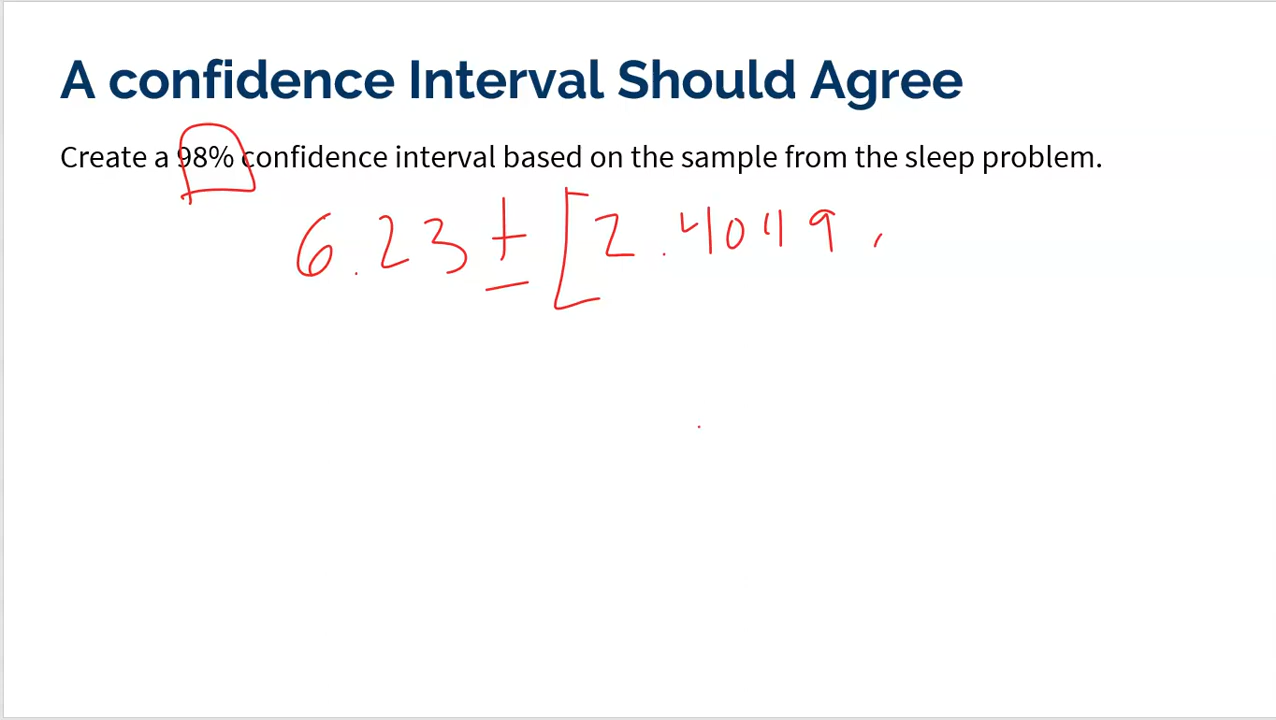 A confidence Interval Should Agree
Create a 98% confidence interval based on the sample from the sleep problem.
6.23 ± [2.4049 ,